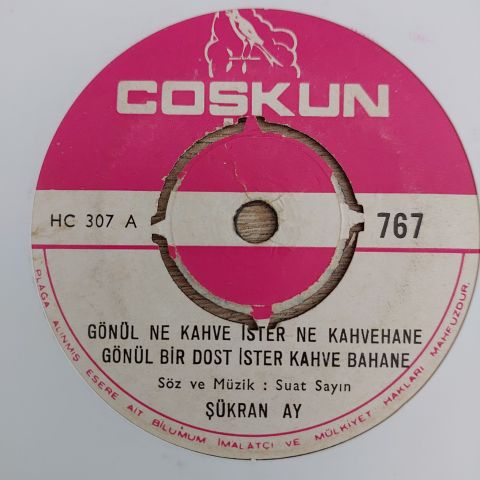 COŞKUN
HC 307 A
767
GÖNÜL NE KAHVE İSTER NE KAHVEHANE
GÖNÜL BİR DOST İSTER KAHVE BAHANE
Söz ve Müzik : Suat Sayın
ŞÜKRAN AY
PLAĞA ALINMIŞ ESERE AİT BİLUMUM İMALATÇI VE MÜLKİYET HAKLARI MAHFUZDUR.